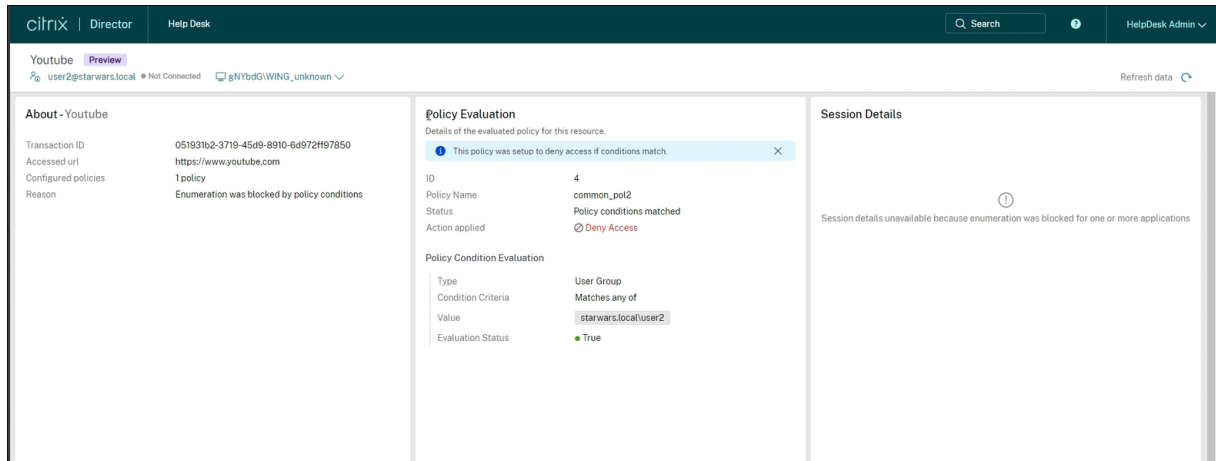 citrix | Director Help Desk Search ? HelpDesk Admin
Youtube Preview
user2@starwars.local Not Connected gNYbdG\WING_unknown Refresh data
About - Youtube
Transaction ID 051931b2-3719-45d9-8910-6d972ff97850
Accessed url https://www.youtube.com
Configured policies 1 policy
Reason Enumeration was blocked by policy conditions
Policy Evaluation
Details of the evaluated policy for this resource.
This policy was setup to deny access if conditions match.
ID 4
Policy Name common_pol2
Status Policy conditions matched
Action applied Deny Access
Policy Condition Evaluation
Type User Group
Condition Criteria Matches any of
Value starwars.local\user2
Evaluation Status True
Session Details
Session details unavailable because enumeration was blocked for one or more applications